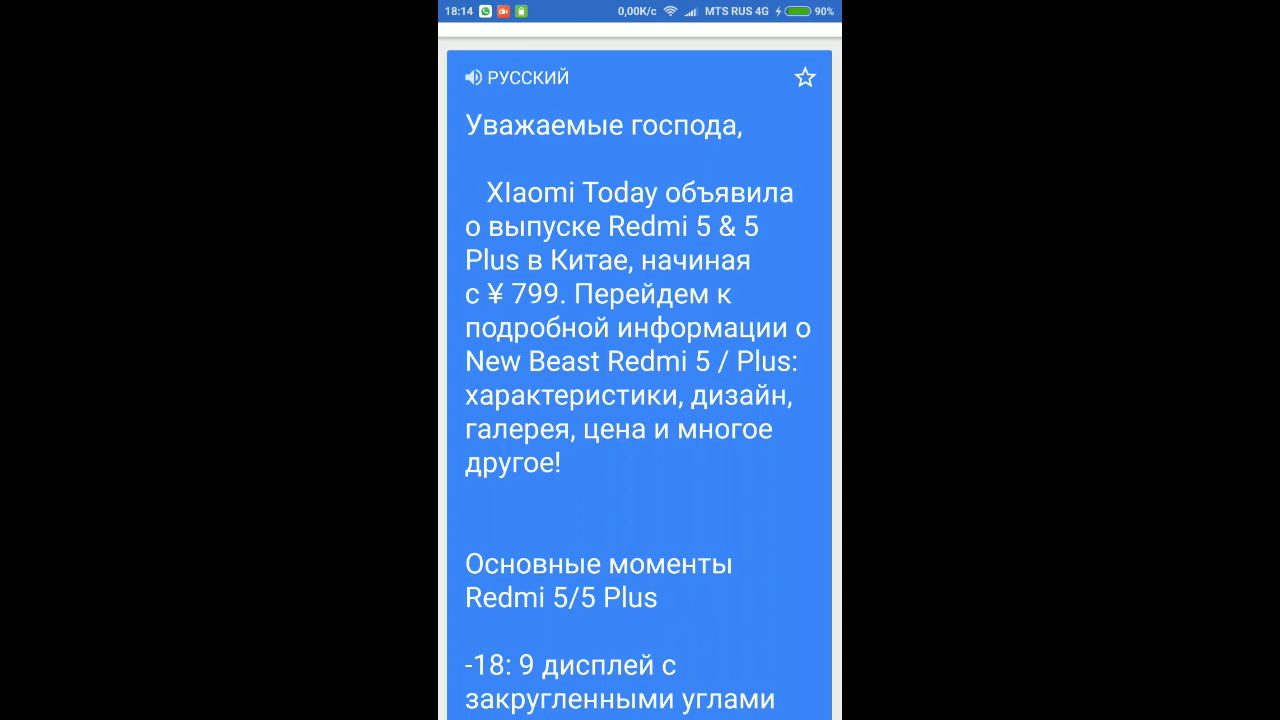 18:14 0,00K/c MTS RUS 4G 90%
РУССКИЙ
Уважаемые господа,
XIaomi Today объявила
о выпуске Redmi 5 & 5
Plus в Китае, начиная
с ¥ 799. Перейдем к
подробной информации о
New Beast Redmi 5 / Plus:
характеристики, дизайн,
галерея, цена и многое
другое!
Основные моменты
Redmi 5/5 Plus
-18: 9 дисплей с
закругленными углами